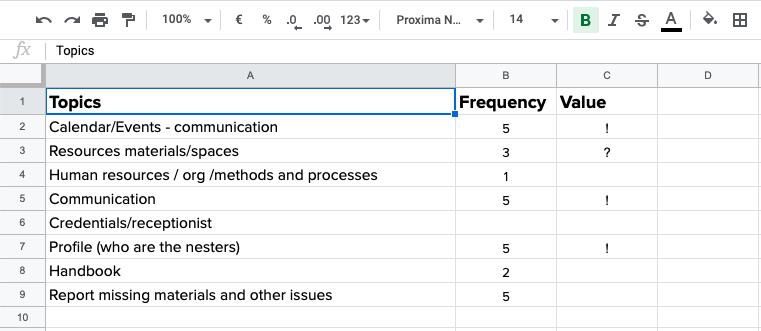 100% € % .0 .00 123 Proxima N... 14 B I S A
fx Topics
A B C D
1 Topics Frequency Value
2 Calendar/Events - communication 5 !
3 Resources materials/spaces 3 ?
4 Human resources / org /methods and processes 1
5 Communication 5 !
6 Credentials/receptionist
7 Profile (who are the nesters) 5 !
8 Handbook 2
9 Report missing materials and other issues 5
10